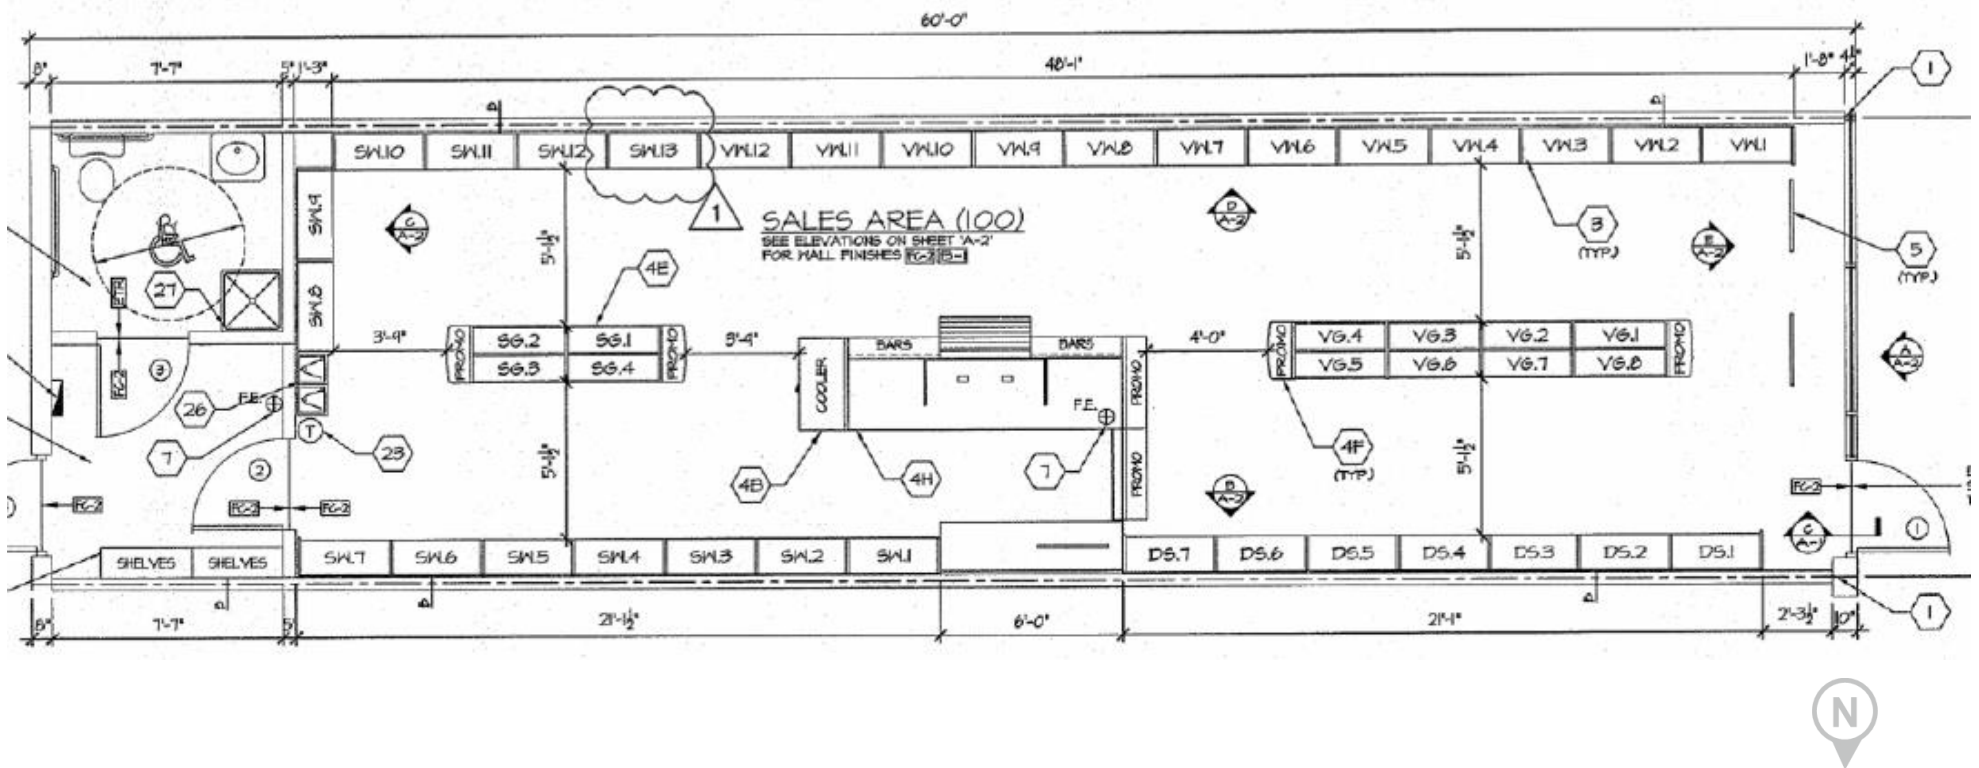 60'-0"
8" 7'-7" 5" 1'-3" 48'-1" 1'-8" 4½"
1
SW.10 SW.11 SW.12 SW.13 VW.12 VW.11 VW.10 VW.9 VW.8 VW.7 VW.6 VW.5 VW.4 VW.3 VW.2 VW.1
SW.9
SW.8
C
A-2
1
SALES AREA (100)
SEE ELEVATIONS ON SHEET 'A-2'
FOR WALL FINISHES FC-2 B-1
D
A-2
3
(TYP.)
E
A-2
5
(TYP.)
5'-1½"
5'-1½"
4E
27
3'-9"
PROMO SG.2 SG.1 PROMO
SG.3 SG.4
5'-4"
COOLER
BARS BARS
PROMO
4'-0"
PROMO VG.4 VG.3 VG.2 VG.1 PROMO
VG.5 VG.6 VG.7 VG.8
A
A-2
3
FC-2
26
F.E.
F.E.
T
7
23
2
5'-1½"
5'-1½"
4B
4H
7
PROMO
4F
(TYP.)
B
A-2
FC-2
FC-2
FC-2
FC-2
C
1
SHELVES SHELVES
SW.7 SW.6 SW.5 SW.4 SW.3 SW.2 SW.1
DS.7 DS.6 DS.5 DS.4 DS.3 DS.2 DS.1
8" 7'-7" 5" 21'-1½" 6'-0" 21'-1" 2'-3½" 10"
1
N